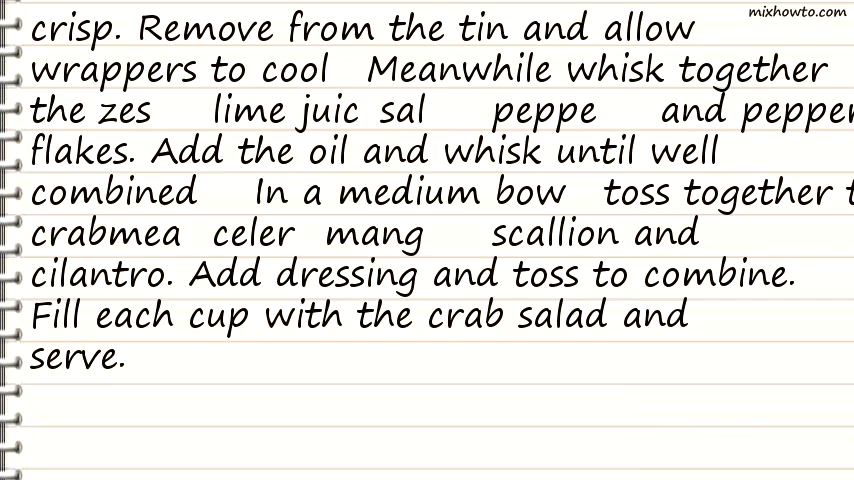 mixhowto.com
crisp. Remove from the tin and allow
wrappers to cool Meanwhile whisk together
the zes lime juic sal peppe and pepper
flakes. Add the oil and whisk until well
combined In a medium bow toss together t
crabmea celer mang scallion and
cilantro. Add dressing and toss to combine.
Fill each cup with the crab salad and
serve.